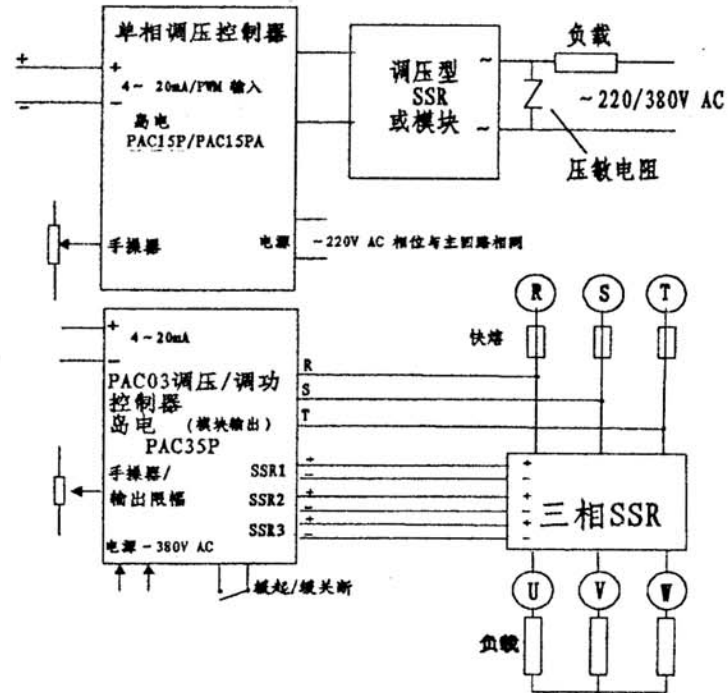 单相调压控制器
+
+
4~20mA/PWM 输入
-
-
岛电
PAC15P/PAC15PA
手操器
电源
~220V AC 相位与主回路相同
调压型
SSR
或模块
~
~
负载
~220/380V AC
压敏电阻
R
S
T
快熔
+
4~20mA
-
PAC03调压/调功
控制器
岛电 (模块输出)
PAC35P
手操器/
输出限幅
SSR1
SSR2
SSR3
电源 ~380V AC
缓起/缓关断
R
S
T
+
-
+
-
+
-
+
-
+
-
+
-
三相SSR
U
V
W
负载